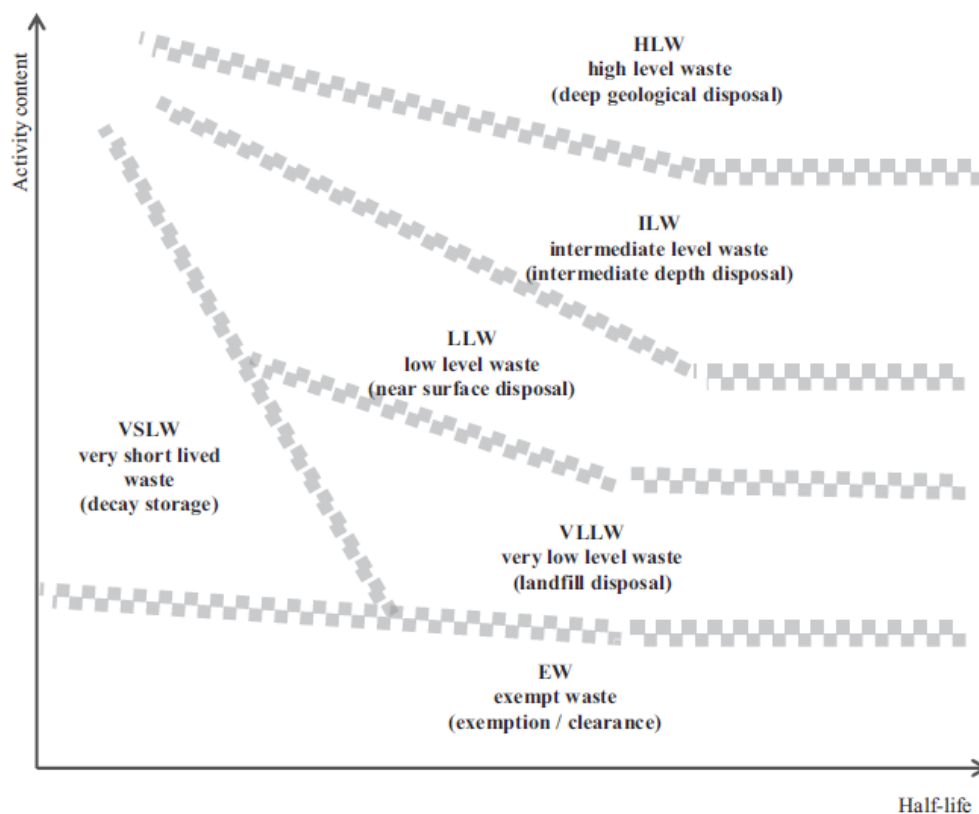 Activity content
HLW
high level waste
(deep geological disposal)
ILW
intermediate level waste
(intermediate depth disposal)
LLW
low level waste
(near surface disposal)
VSLW
very short lived
waste
(decay storage)
VLLW
very low level waste
(landfill disposal)
EW
exempt waste
(exemption / clearance)
Half-life